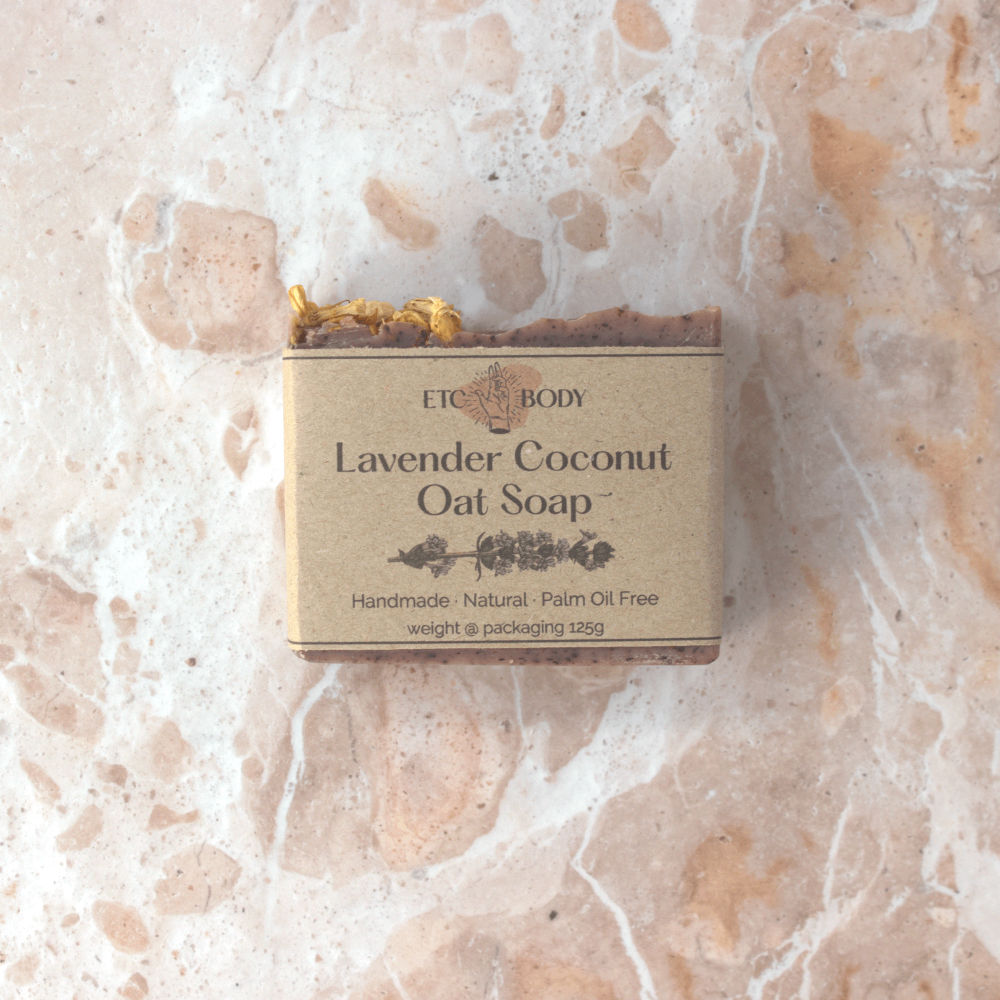 ETC BODY
Lavender Coconut
Oat Soap
Handmade · Natural · Palm Oil Free
weight @ packaging 125g